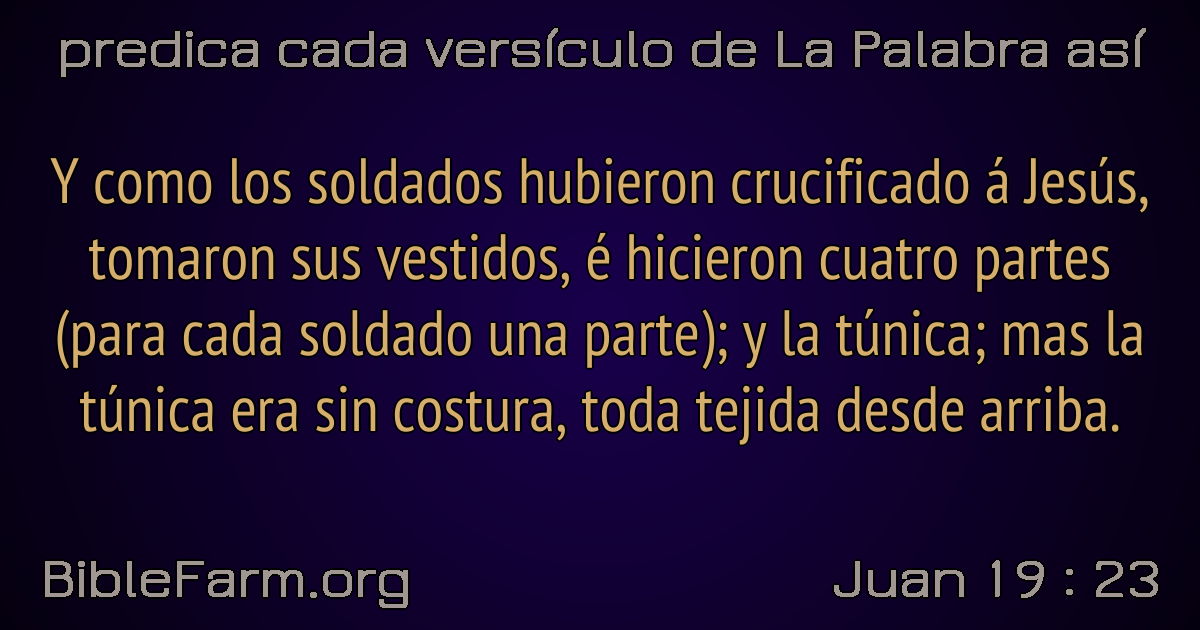 predica cada versículo de La Palabra así
Y como los soldados hubieron crucificado á Jesús,
tomaron sus vestidos, é hicieron cuatro partes
(para cada soldado una parte); y la túnica; mas la
túnica era sin costura, toda tejida desde arriba.
BibleFarm.org
Juan 19 : 23